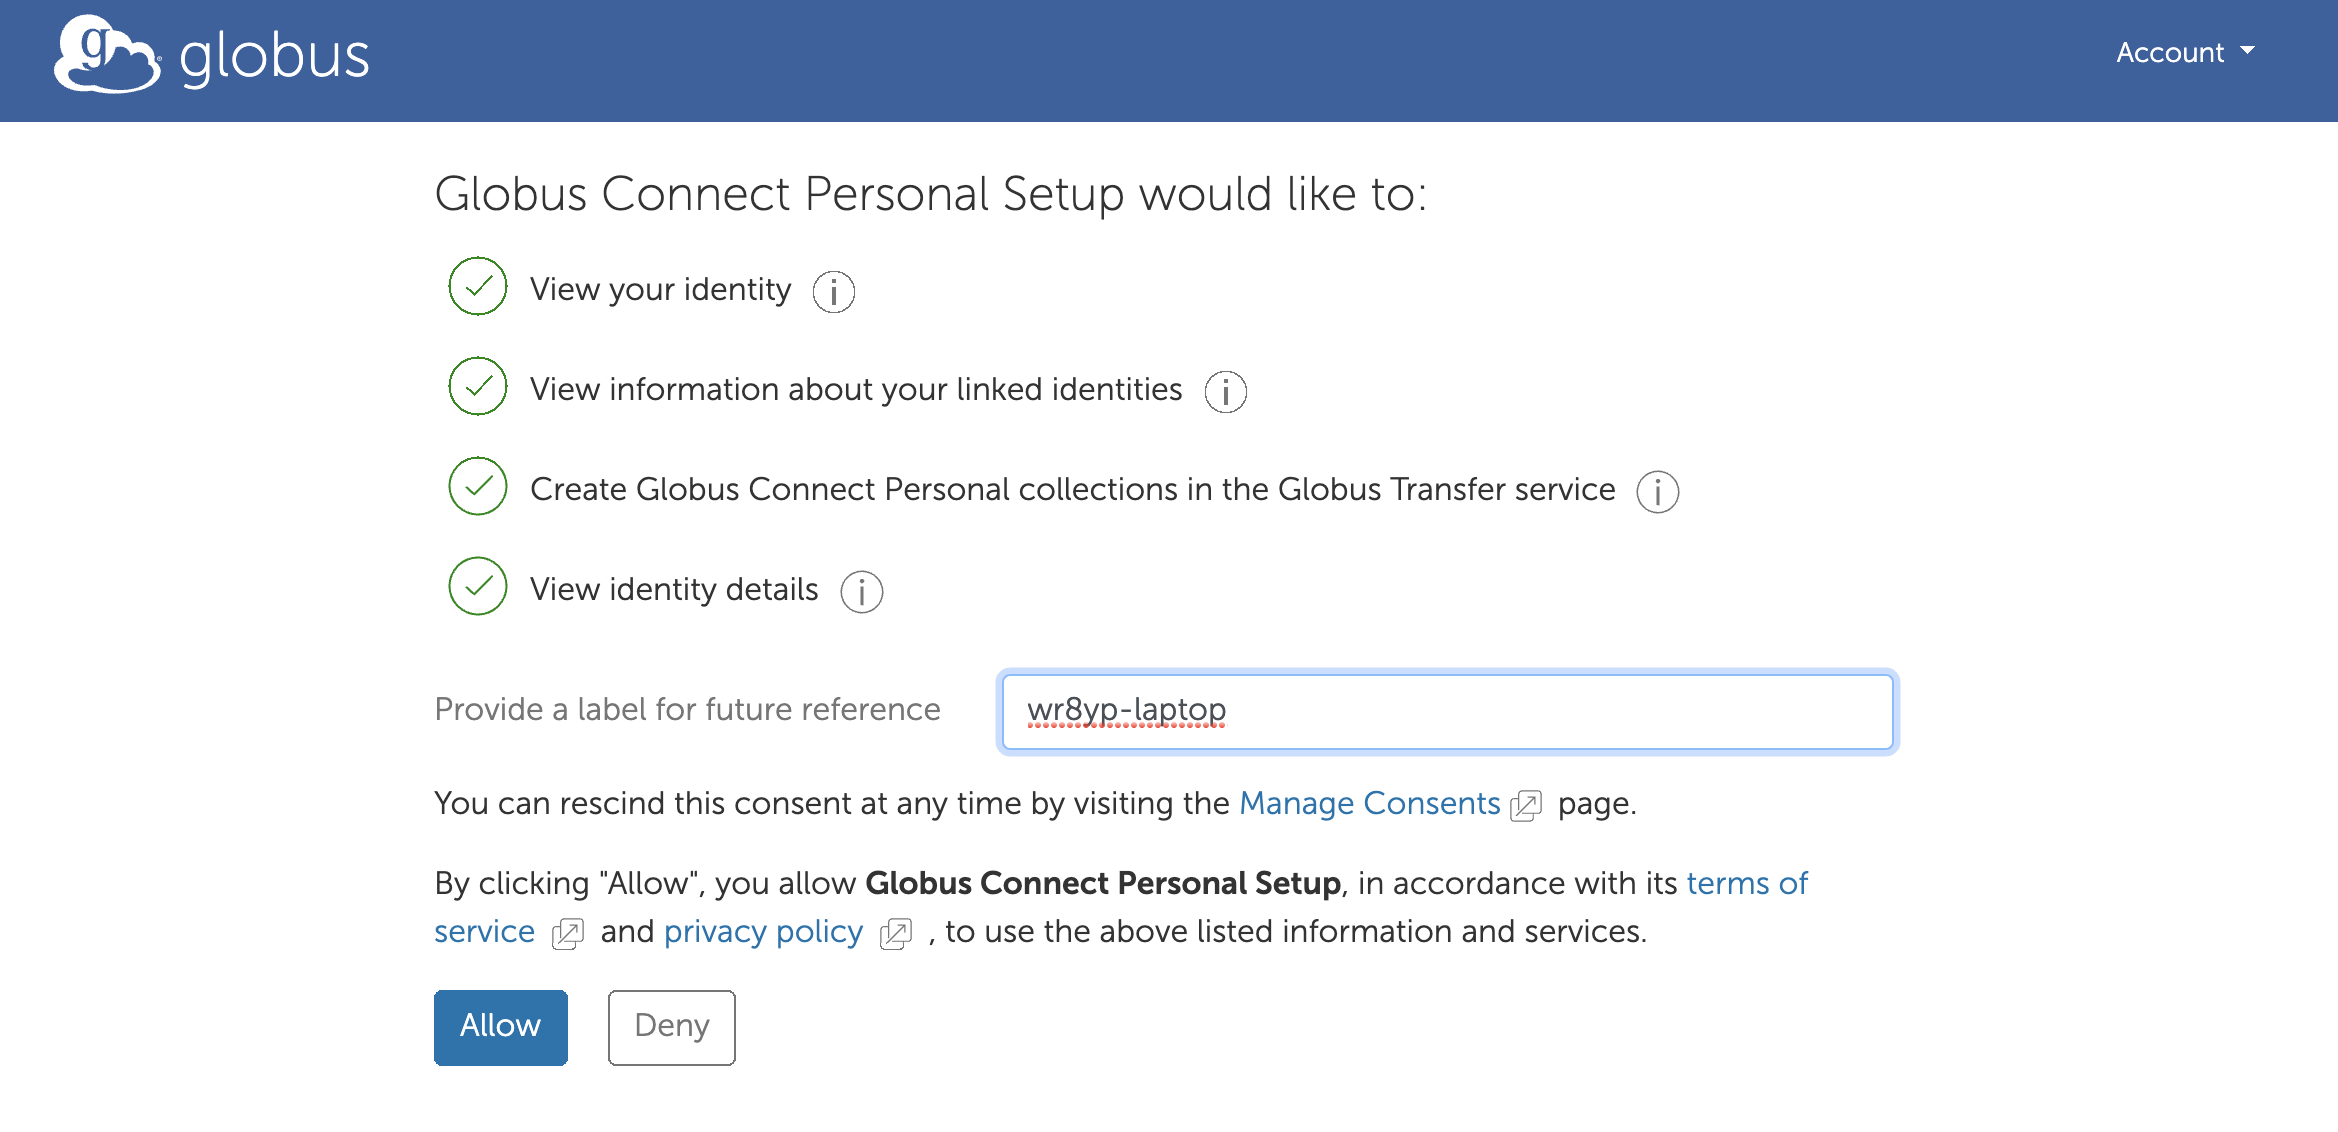 globus
Account
Globus Connect Personal Setup would like to:
View your identity
View information about your linked identities
Create Globus Connect Personal collections in the Globus Transfer service
View identity details
Provide a label for future reference wr8yp-laptop
You can rescind this consent at any time by visiting the Manage Consents page.
By clicking "Allow", you allow Globus Connect Personal Setup, in accordance with its terms of
service and privacy policy , to use the above listed information and services.
Allow Deny